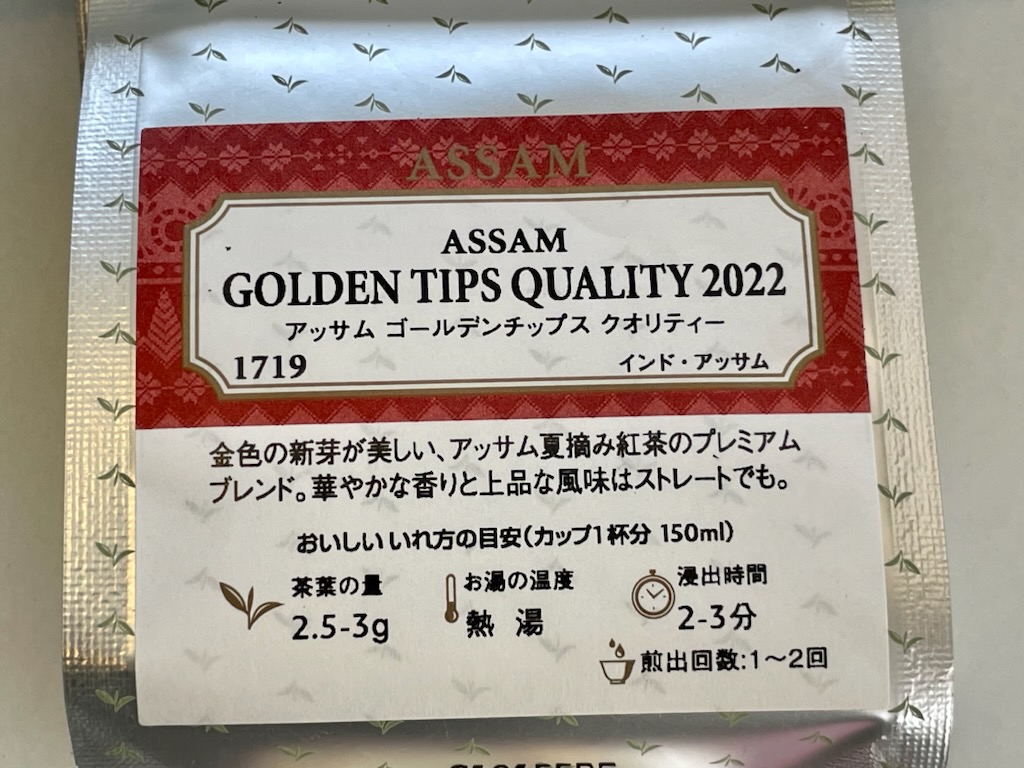 ASSAM
ASSAM
GOLDEN TIPS QUALITY 2022
アッサム ゴールデンチップス クオリティー
1719 インド・アッサム
金色の新芽が美しい、アッサム夏摘み紅茶のプレミアム
ブレンド。華やかな香りと上品な風味はストレートでも。
おいしいいれ方の目安(カップ1杯分 150ml)
茶葉の量 お湯の温度 浸出時間
2.5-3g 熱 湯 2-3分
煎出回数:1〜2回